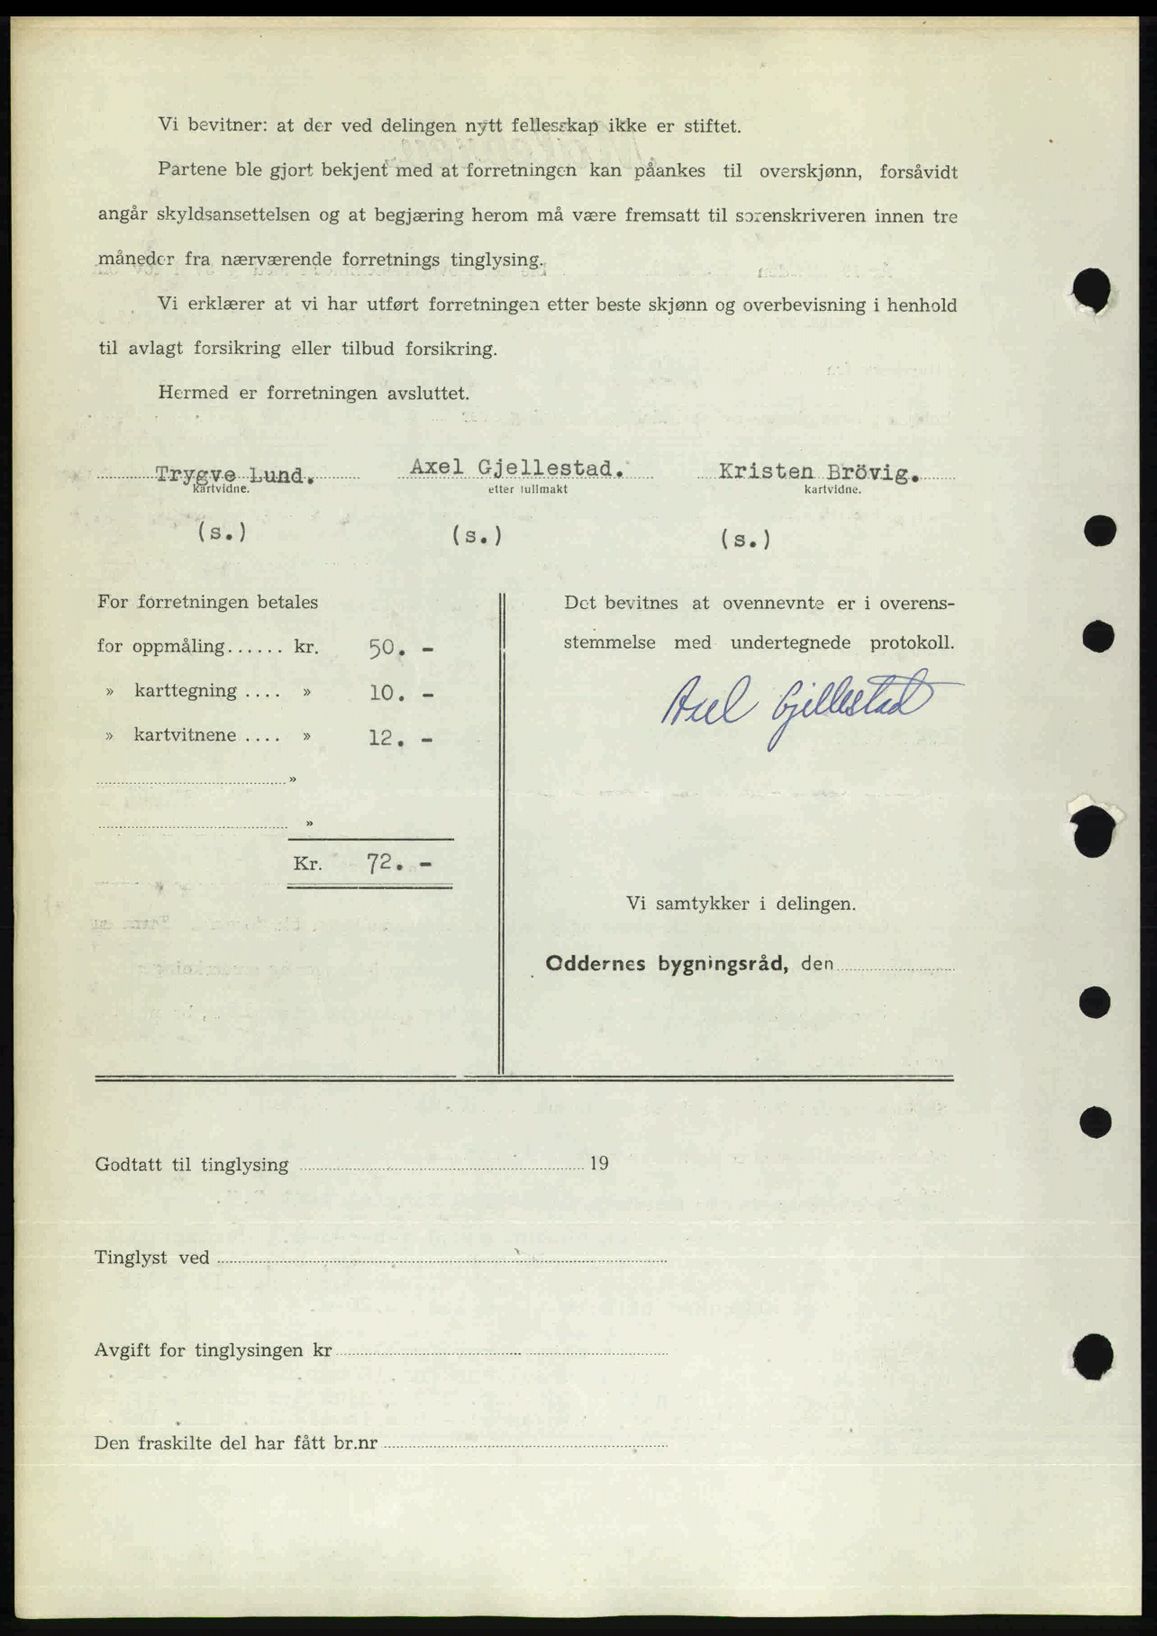 Vi bevitner: at der ved delingen nytt fellesskap ikke er stiftet.
Partene ble gjort bekjent med at forretningen kan påankes til overskjønn, forsåvidt
angår skyldsansettelsen og at begjæring herom må være fremsatt til sorenskriveren innen tre
måneder fra nærværende forretnings tinglysing.
Vi erklærer at vi har utført forretningen etter beste skjønn og overbevisning i henhold
til avlagt forsikring eller tilbud forsikring.
Hermed er forretningen avsluttet.
Trygve Lund. Axel Gjellestad. Kristen Brövig.
kartvidne. etter fullmakt kartvidne.
(s.) (s.) (s.)
For forretningen betales
for oppmåling...... kr. 50. -
» karttegning .... » 10. -
» kartvitnene .... » 12. -
»
»
Kr. 72. -
Det bevitnes at ovennevnte er i overens-
stemmelse med undertegnede protokoll.
Axel Gjellestad
Vi samtykker i delingen.
Oddernes bygningsråd, den
Godtatt til tinglysing 19
Tinglyst ved
Avgift for tinglysingen kr
Den fraskilte del har fått br.nr